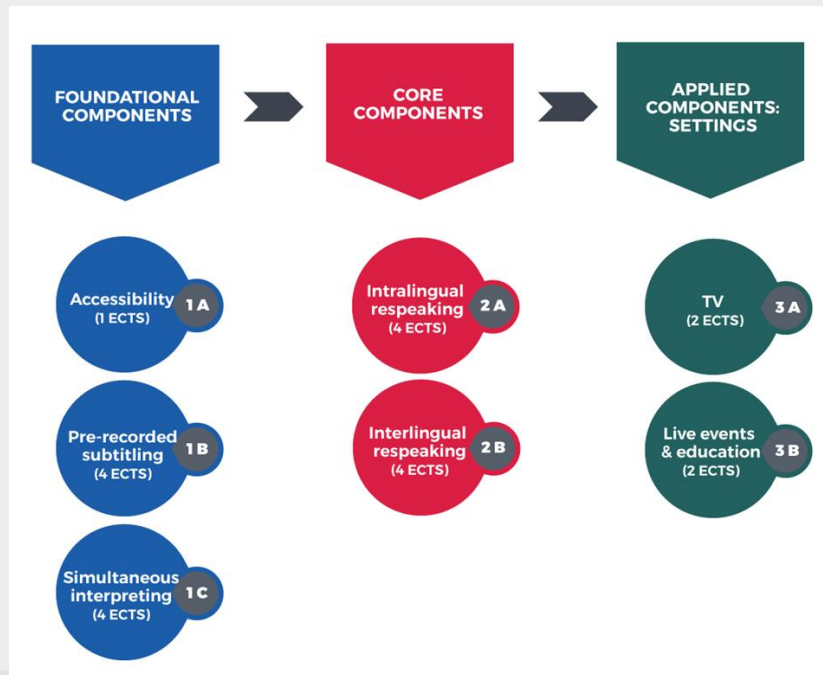 FOUNDATIONAL
COMPONENTS
CORE
COMPONENTS
APPLIED
COMPONENTS:
SETTINGS
Accessibility
(1 ECTS)
1 A
Pre-recorded
subtitling
(4 ECTS)
1 B
Simultaneous
interpreting
(4 ECTS)
1 C
Intralingual
respeaking
(4 ECTS)
2 A
Interlingual
respeaking
(4 ECTS)
2 B
TV
(2 ECTS)
3 A
Live events
& education
(2 ECTS)
3 B